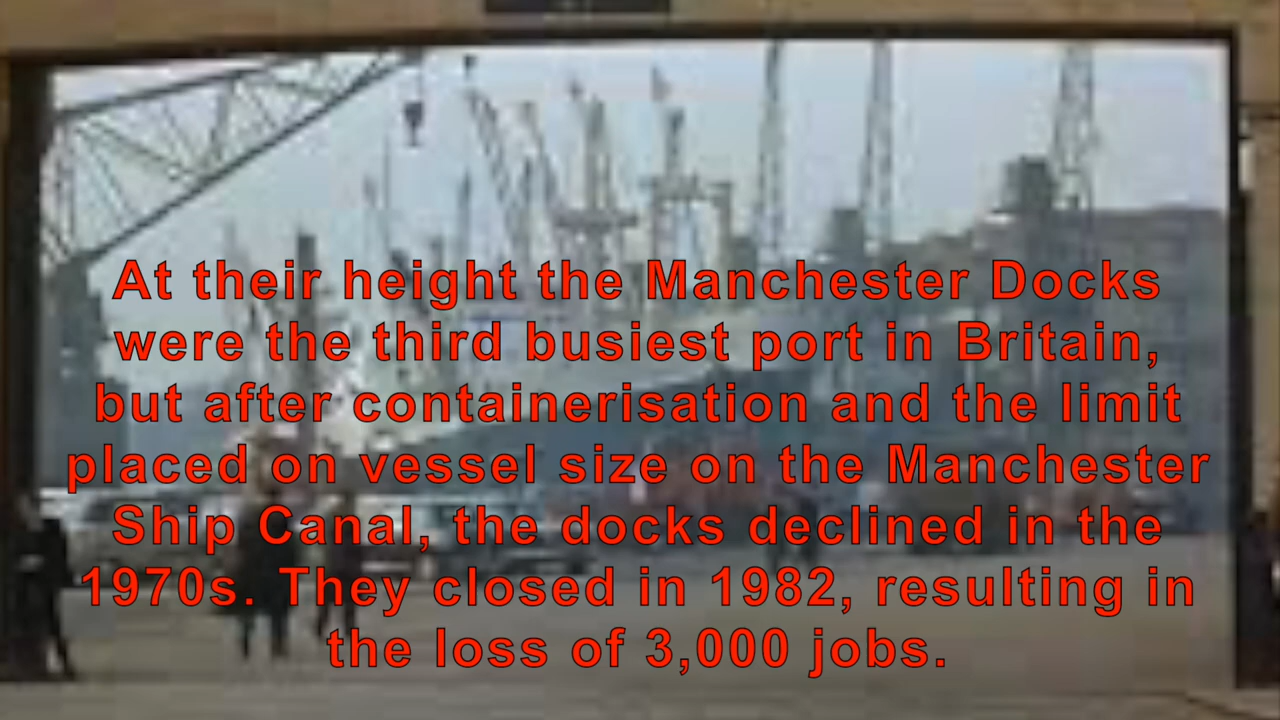 At their height the Manchester Docks
were the third busiest port in Britain,
but after containerisation and the limit
placed on vessel size on the Manchester
Ship Canal, the docks declined in the
1970s. They closed in 1982, resulting in
the loss of 3,000 jobs.